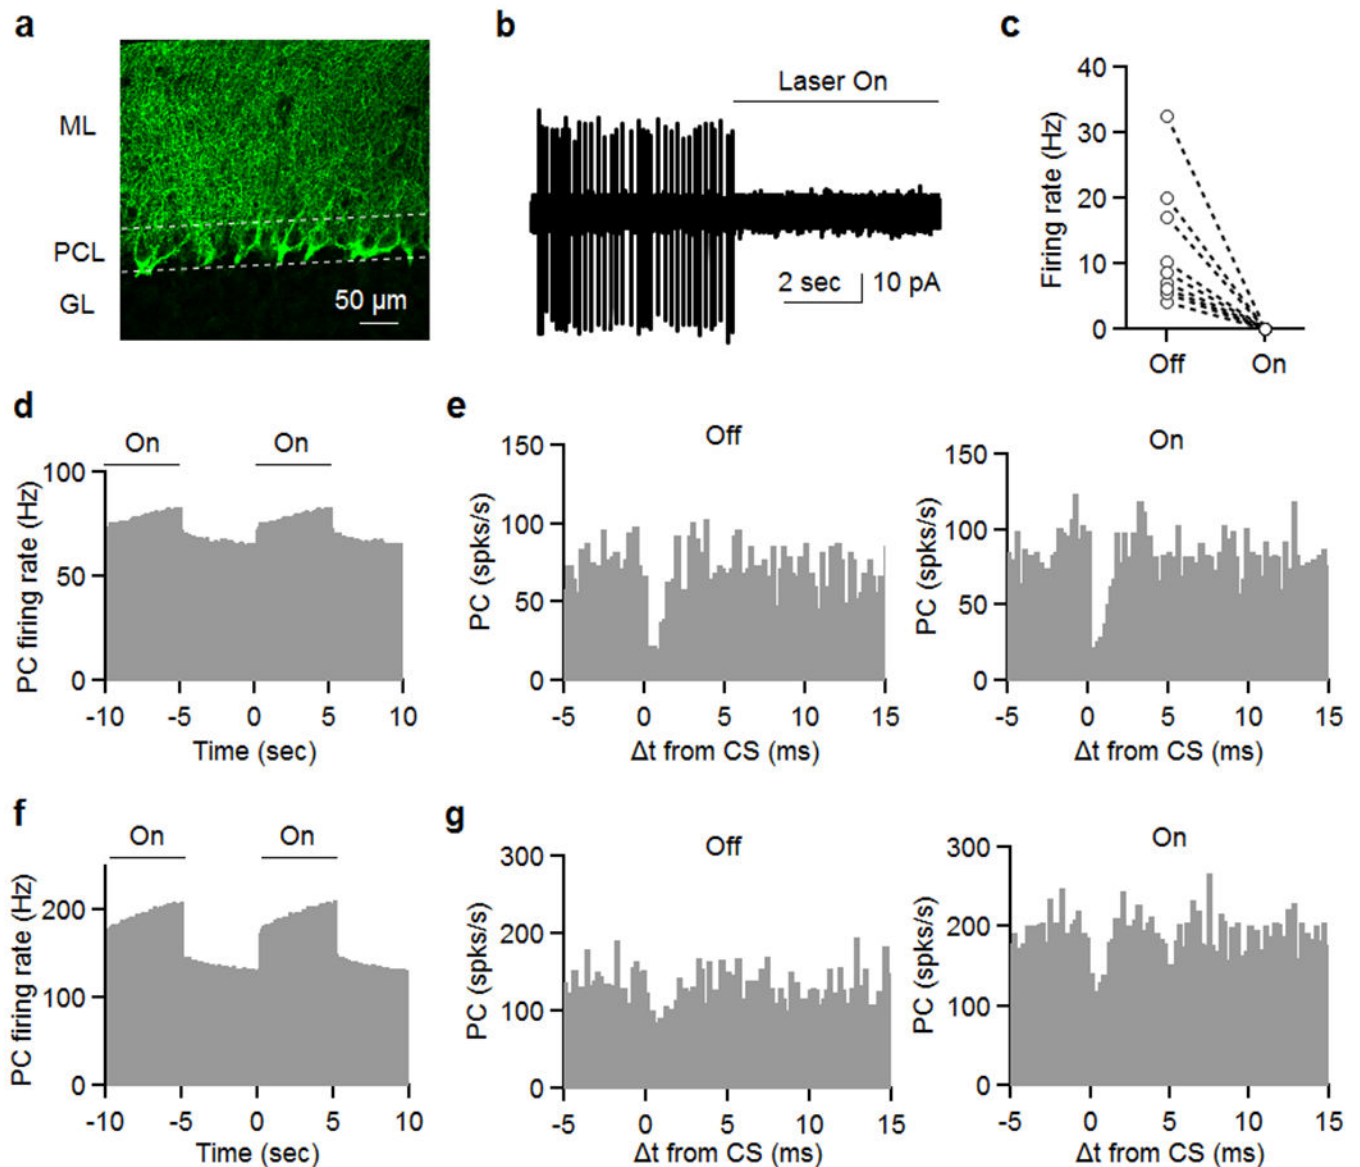 a
ML
PCL
GL
50 µm
b
Laser On
2 sec
10 pA
c
Firing rate (Hz)
40
30
20
10
0
Off
On
d
On
On
PC firing rate (Hz)
100
50
0
-10
-5
0
5
10
Time (sec)
e
Off
PC (spks/s)
150
100
50
0
-5
0
5
10
15
Δt from CS (ms)
On
PC (spks/s)
150
100
50
0
-5
0
5
10
15
Δt from CS (ms)
f
On
On
PC firing rate (Hz)
200
100
0
-10
-5
0
5
10
Time (sec)
g
Off
PC (spks/s)
300
200
100
0
-5
0
5
10
15
Δt from CS (ms)
On
PC (spks/s)
300
200
100
0
-5
0
5
10
15
Δt from CS (ms)